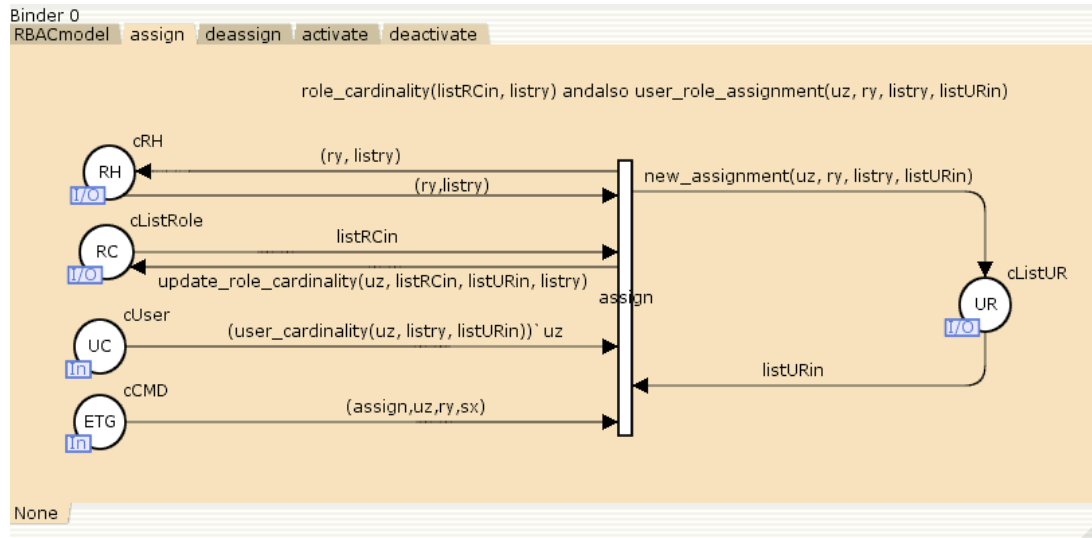 Binder 0
RBACmodel assign deassign activate deactivate
role_cardinality(listRCin, listry) andalso user_role_assignment(uz, ry, listry, listURin)
cRH
(ry, listry)
RH
I/O
(ry,listry)
new_assignment(uz, ry, listry, listURin)
cListRole
listRCin
RC
I/O
update_role_cardinality(uz, listRCin, listURin, listry)
assign
cListUR
UR
I/O
cUser
(user_cardinality(uz, listry, listURin))`uz
UC
In
listURin
cCMD
(assign,uz,ry,sx)
ETG
In
None